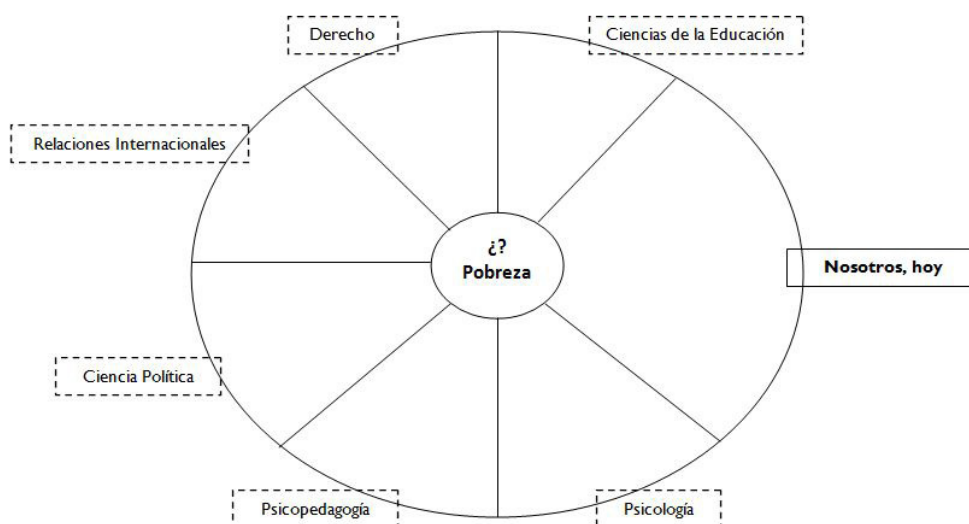 Derecho
Ciencias de la Educación
Relaciones Internacionales
¿?
Pobreza
Nosotros, hoy
Ciencia Política
Psicopedagogía
Psicología